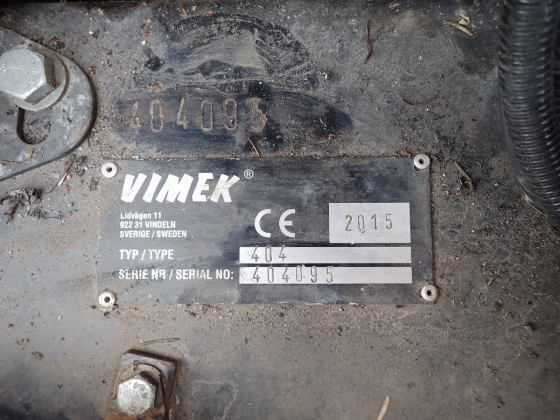 404095
VIMEK®
Lidvägen 11
922 31 VINDELN
SVERIGE / SWEDEN
CE
2015
TYP / TYPE 404
SERIE NR / SERIAL NO: 404095